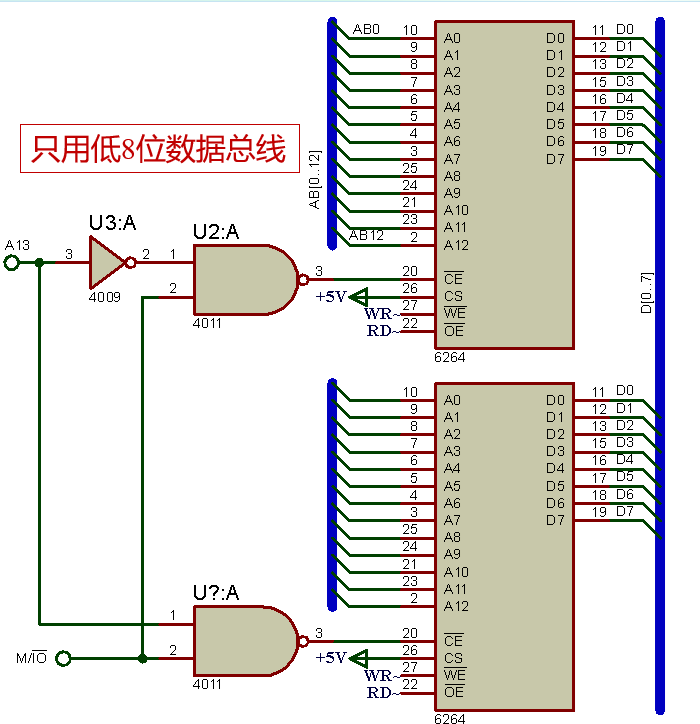 AB0
10 A0 D0 11 D0
9 A1 D1 12 D1
8 A2 D2 13 D2
7 A3 D3 15 D3
6 A4 D4 16 D4
5 A5 D5 17 D5
4 A6 D6 18 D6
3 A7 D7 19 D7
25 A8
24 A9
21 A10
23 A11
AB12 2 A12
AB[0..12]
只用低8位数据总线
A13
3 U3:A 2
4009
1 U2:A 3
2
4011
20 CE
+5V 26 CS
WR~ 27 WE
RD~ 22 OE
6264
D[0..7]
10 A0 D0 11 D0
9 A1 D1 12 D1
8 A2 D2 13 D2
7 A3 D3 15 D3
6 A4 D4 16 D4
5 A5 D5 17 D5
4 A6 D6 18 D6
3 A7 D7 19 D7
25 A8
24 A9
21 A10
23 A11
2 A12
U?:A
1
M/IO 2 3
4011
20 CE
+5V 26 CS
WR~ 27 WE
RD~ 22 OE
6264